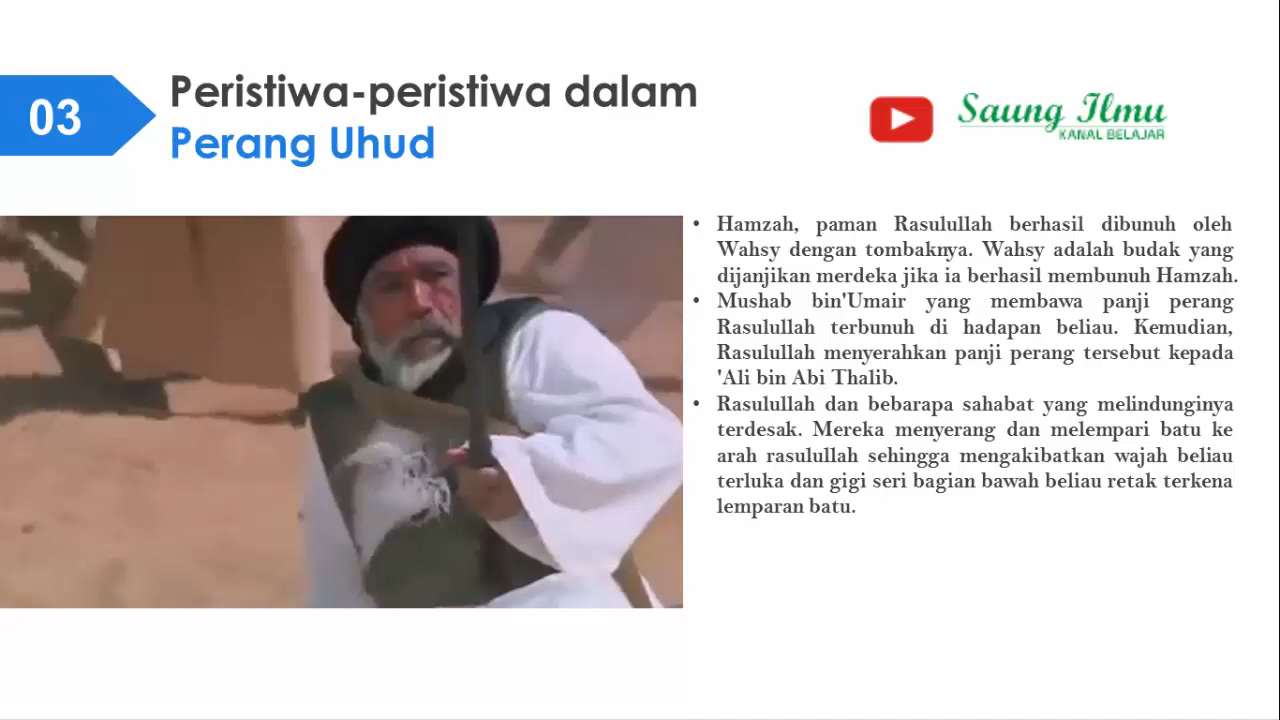 03
Peristiwa-peristiwa dalam
Perang Uhud
Saung Ilmu
KANAL BELAJAR
• Hamzah, paman Rasulullah berhasil dibunuh oleh
Wahsy dengan tombaknya. Wahsy adalah budak yang
dijanjikan merdeka jika ia berhasil membunuh Hamzah.
• Mushab bin'Umair yang membawa panji perang
Rasulullah terbunuh di hadapan beliau. Kemudian,
Rasulullah menyerahkan panji perang tersebut kepada
'Ali bin Abi Thalib.
• Rasulullah dan bebarapa sahabat yang melindunginya
terdesak. Mereka menyerang dan melempari batu ke
arah rasulullah sehingga mengakibatkan wajah beliau
terluka dan gigi seri bagian bawah beliau retak terkena
lemparan batu.